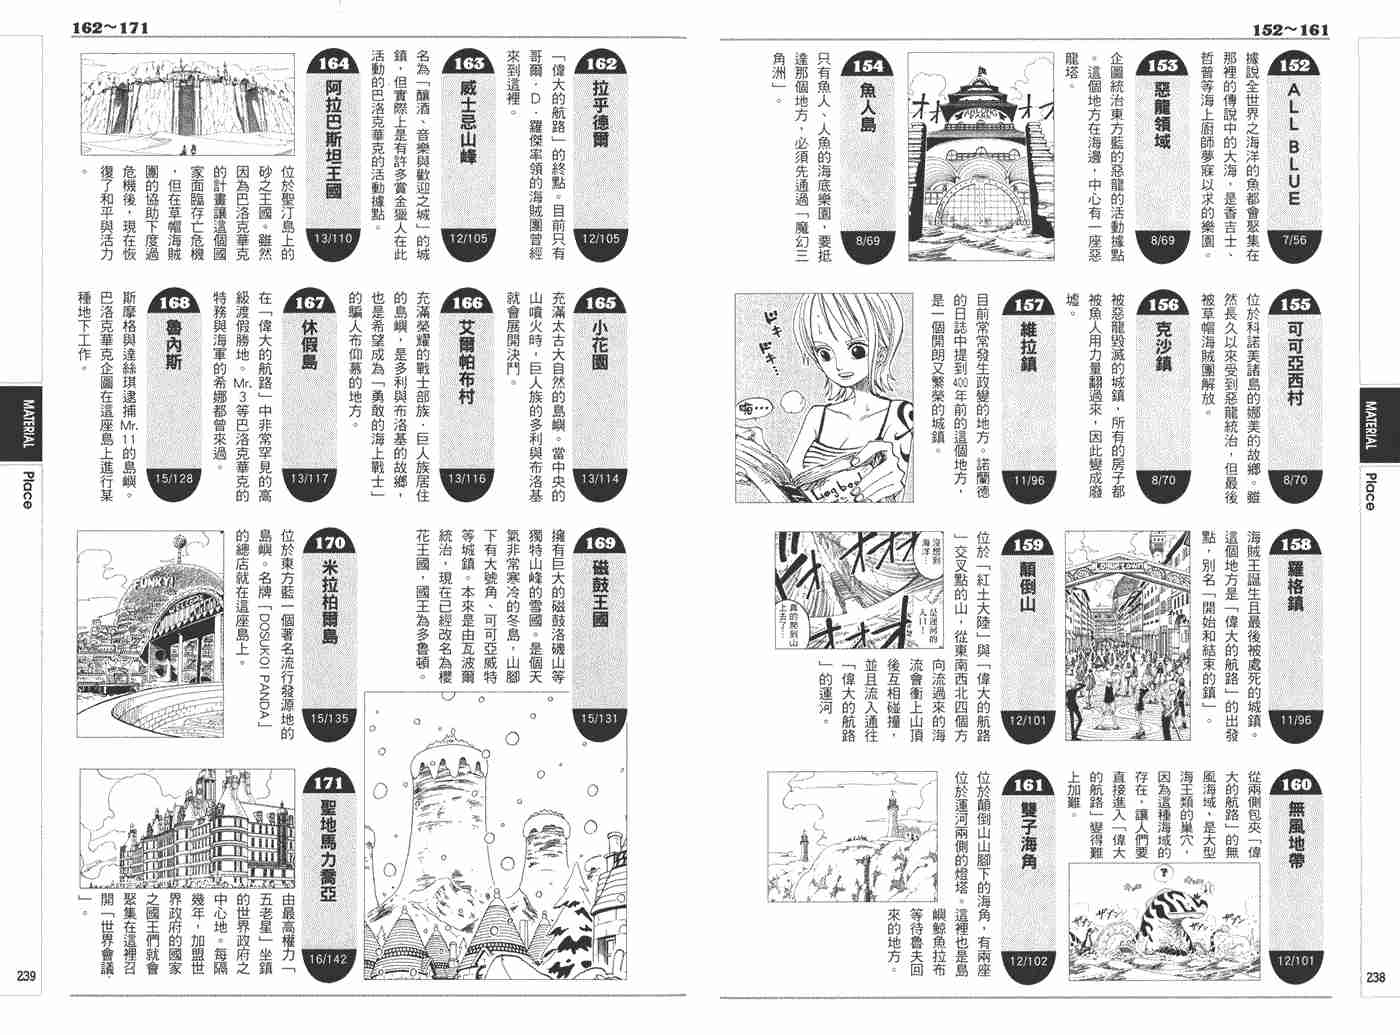 152～161
152
ALL BLUE
7/56
據說全世界之海洋的魚都會聚集在
那裡的傳說中的大海，是香吉士、
哲普等海上廚師夢寐以求的樂園。
153
惡龍領域
8/69
企圖統治東方藍的惡龍的活動據點
。這個地方在海邊，中心有一座惡
龍塔。
154
魚人島
8/69
只有魚人、人魚的海底樂園，要抵
達那個地方，必須先通過「魔幻三
角洲」。
155
可可亞西村
8/70
位於科諾美諸島的娜美的故鄉。雖
然長久以來受到惡龍統治，但最後
被草帽海賊團解放。
156
克沙鎮
8/70
被惡龍毀滅的城鎮，所有的房子都
被魚人用力量翻過來，因此變成廢
墟。
157
維拉鎮
11/96
目前常常發生政變的地方。諾蘭德
的日誌中提到400年前的這個地方，
是一個開朗又繁榮的城鎮。
ドキ
ドキ…
嗨…
Logbook
158
羅格鎮
11/96
海賊王誕生且最後被處死的城鎮。
這個地方是「偉大的航路」的出發
點，別名「開始和結束的鎮」。
159
顛倒山
12/101
位於「紅土大陸」與「偉大的航路
」交叉點的山，從東南西北四個方
向流過來的海
流會衝上山頂
後互相碰撞，
並且流入通往
「偉大的航路
」的運河。
沒想到
海洋…
是運河的
入口！
真的爬到山
上去了…
160
無風地帶
12/101
從兩側包夾「偉
大的航路」的無
風海域，是大型
海王類的巢穴，
因為這種海域的
存在，讓人們要
直接進入「偉大
的航路」變得難
上加難。
?
161
雙子海角
12/102
位於顛倒山山腳下的海角，有兩座
位於運河兩側的燈塔。這裡也是島
嶼鯨魚拉布
等待魯夫回
來的地方。
MATERIAL
Place
238
162～171
162
拉乎德爾
12/105
「偉大的航路」的終點。目前只有
哥爾．D．羅傑率領的海賊團曾經
來到這裡。
163
威士忌山峰
12/105
名為「釀酒、音樂與歡迎之城」的城
鎮，但實際上是有許多賞金獵人在此
活動的巴洛克華克的活動據點。
164
阿拉巴斯坦王國
13/110
位於聖汀島上的
砂之王國。雖然
因為巴洛克華克
的計畫讓這個國
家面臨存亡危機
，但在草帽海賊
團的協助下度過
危機後，現在恢
復了和平與活力
。
165
小花園
13/114
充滿太古大自然的島嶼。當中央的
山噴火時，巨人族的多利與布洛基
就會展開決鬥。
166
艾爾帕布村
13/116
充滿榮耀的戰士部族．巨人族居住
的島嶼，是多利與布洛基的故鄉，
也是希望成為「勇敢的海上戰士」
的騙人布仰慕的地方。
167
休假島
13/117
在「偉大的航路」中非常罕見的高
級渡假勝地。Mr.3等巴洛克華克的
特務與海軍的希娜都曾來過。
168
魯內斯
15/128
斯摩格與達絲琪逮捕Mr.11的島嶼。
巴洛克華克企圖在這座島上進行某
種地下工作。
169
磁鼓王國
15/131
擁有巨大的磁鼓洛磯山等
獨特山峰的雪國。是個天
氣非常寒冷的冬島，山腳
下有大號角、可可亞威特
等城鎮。本來是由瓦波爾
統治，現在已經改名為櫻
花王國，國王為多魯頓。
170
米拉柏爾島
15/135
位於東方藍一個著名流行發源地的
島嶼。名牌「DOSUKOI PANDA」
的總店就在這座島上。
FUNKY!
WELCOME
171
聖地馬力喬亞
16/142
由最高權力「
五老星」坐鎮
的世界政府之
中心地。每隔
幾年，加盟世
界政府的國家
之國王們就會
聚集在這裡召
開「世界會議
」。
MATERIAL
Place
239